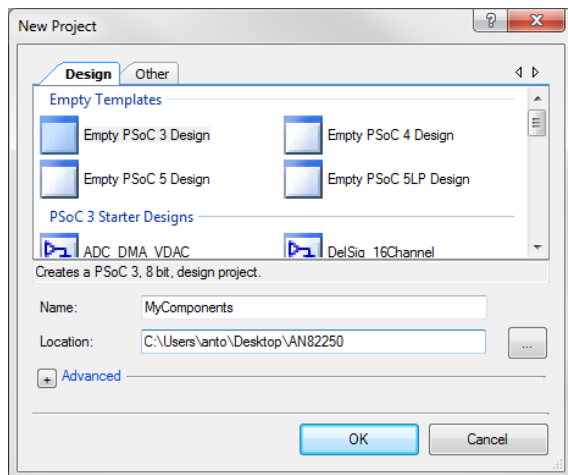 New Project
Design Other
Empty Templates
Empty PSoC 3 Design Empty PSoC 4 Design
Empty PSoC 5 Design Empty PSoC 5LP Design
PSoC 3 Starter Designs
ADC_DMA_VDAC DelSig_16Channel
Creates a PSoC 3, 8 bit, design project.
Name: MyComponents
Location: C:\Users\anto\Desktop\AN82250 ...
+ Advanced
OK Cancel